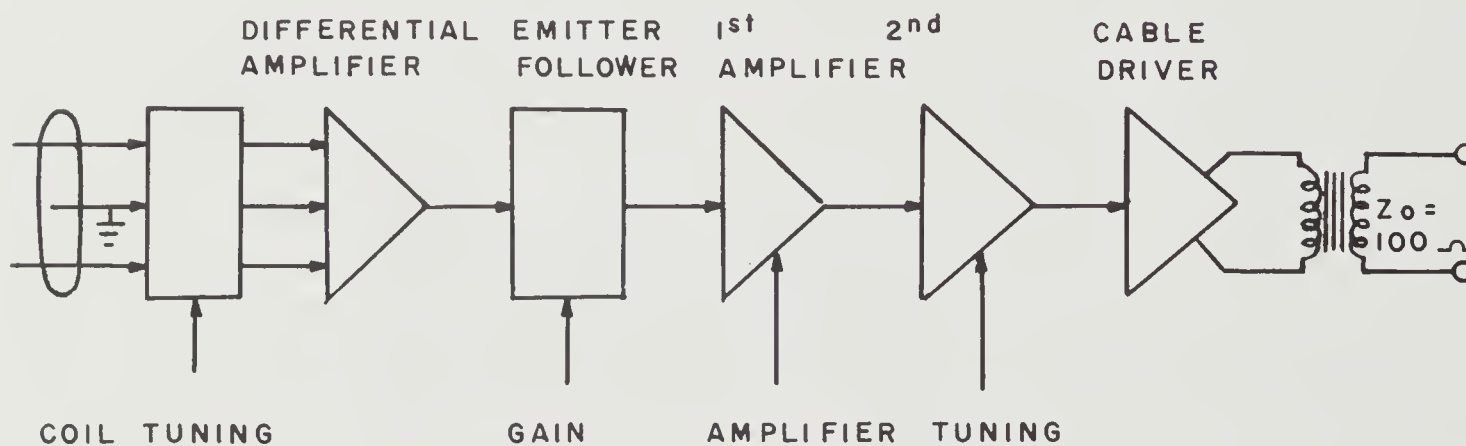 DIFFERENTIAL AMPLIFIER
EMITTER FOLLOWER
1st 2nd
AMPLIFIER
CABLE DRIVER
Zo =
100
COIL TUNING
GAIN
AMPLIFIER TUNING